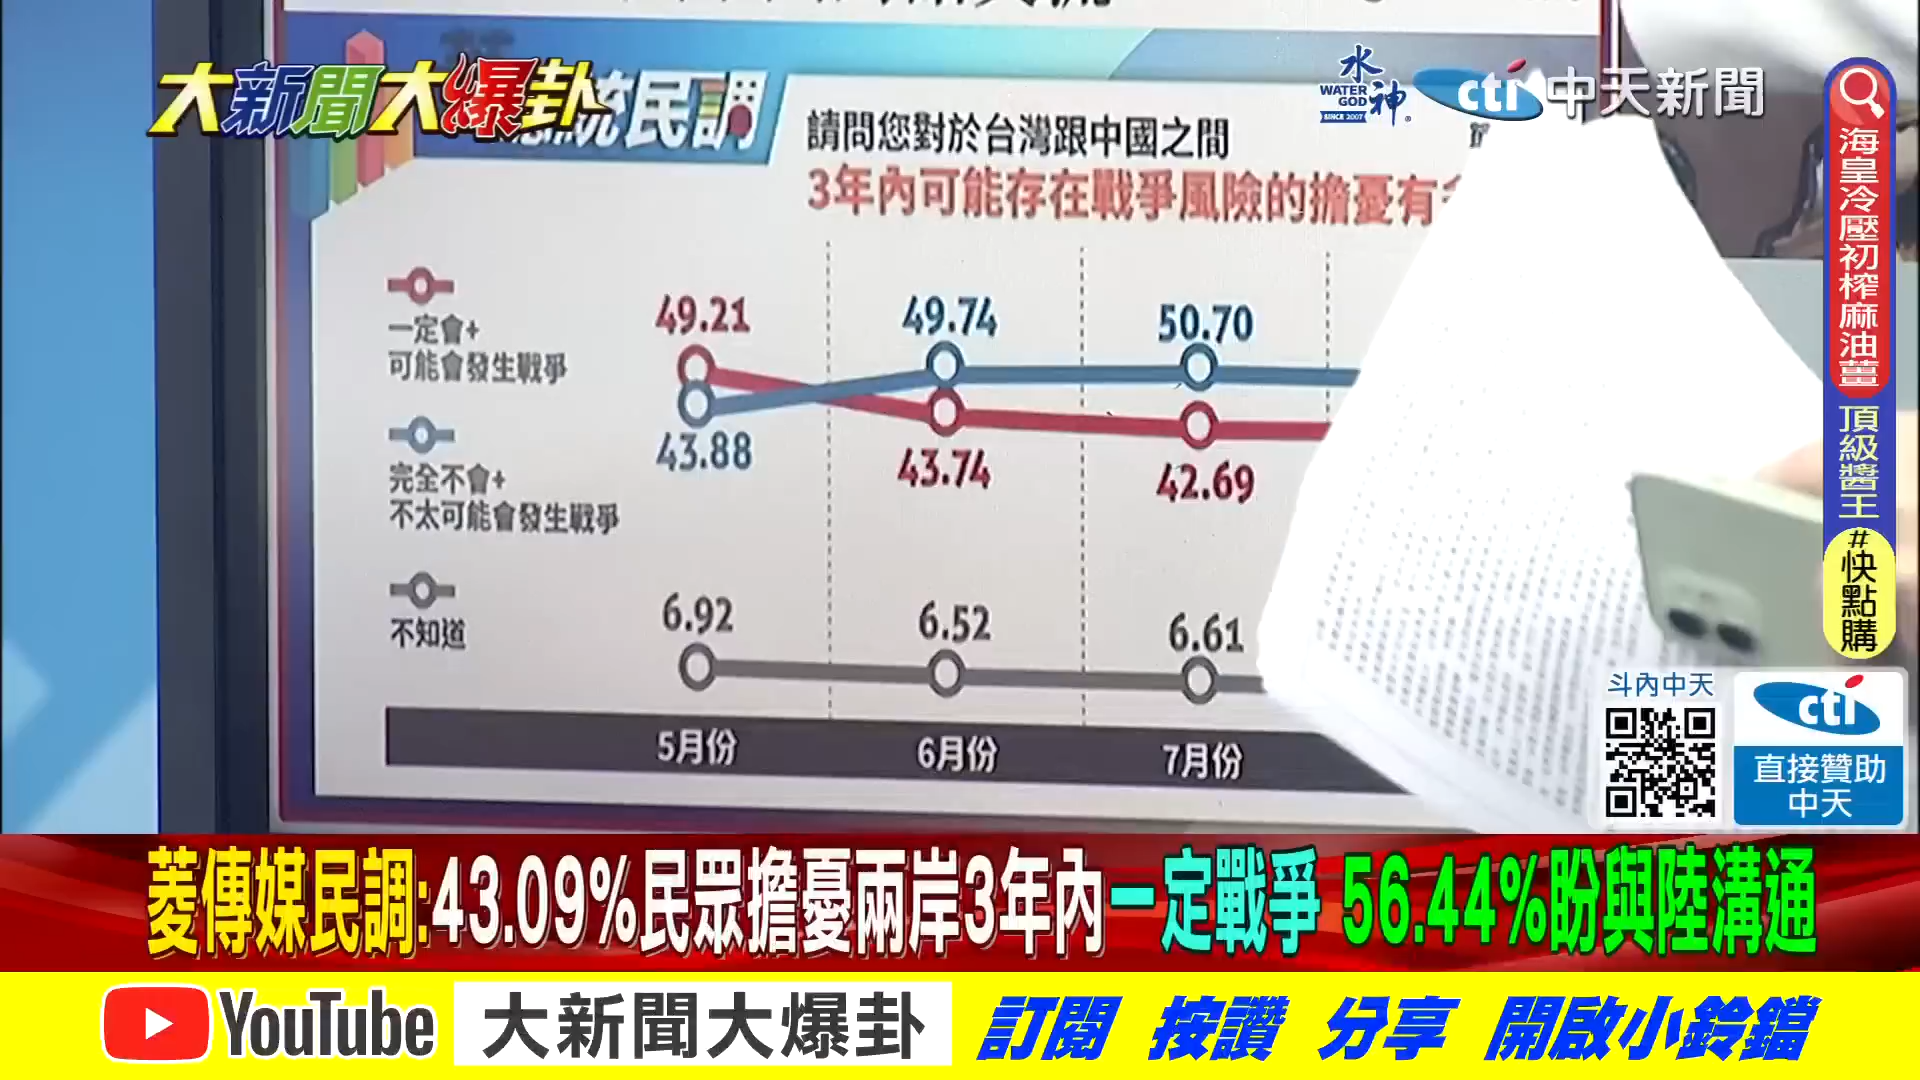 大新聞大爆卦
統民調
請問您對於台灣跟中國之間
3年內可能存在戰爭風險的擔憂有
WATER GOD
水神
SINCE 2007
cti 中天新聞
一定會+
可能會發生戰爭
完全不會+
不太可能會發生戰爭
不知道
49.21
49.74
50.70
43.88
43.74
42.69
6.92
6.52
6.61
5月份
6月份
7月份
海皇冷壓初榨麻油薑
頂級醬王
#快點購
斗內中天
cti
直接贊助
中天
菱傳媒民調:43.09%民眾擔憂兩岸3年內一定戰爭 56.44%盼與陸溝通
YouTube 大新聞大爆卦 訂閱 按讚 分享 開啟小鈴鐺